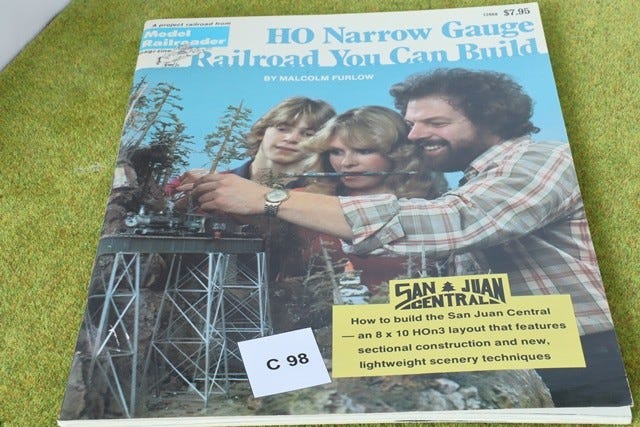 A project railroad from
Model
Railroader
12058 $7.95
HO Narrow Gauge
Railroad You Can Build
BY MALCOLM FURLOW
SAN JUAN
CENTRAL
How to build the San Juan Central
— an 8 x 10 HOn3 layout that features
sectional construction and new,
lightweight scenery techniques
C 98